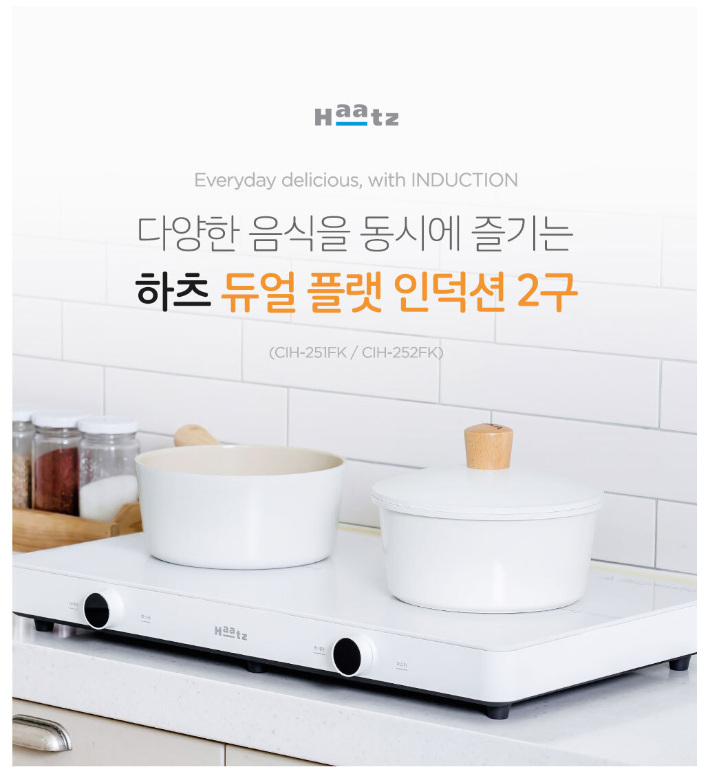 Haatz
Everyday delicious, with INDUCTION
다양한 음식을 동시에 즐기는
하츠 듀얼 플랫 인덕션 2구
(CIH-251FK / CIH-252FK)
Haatz